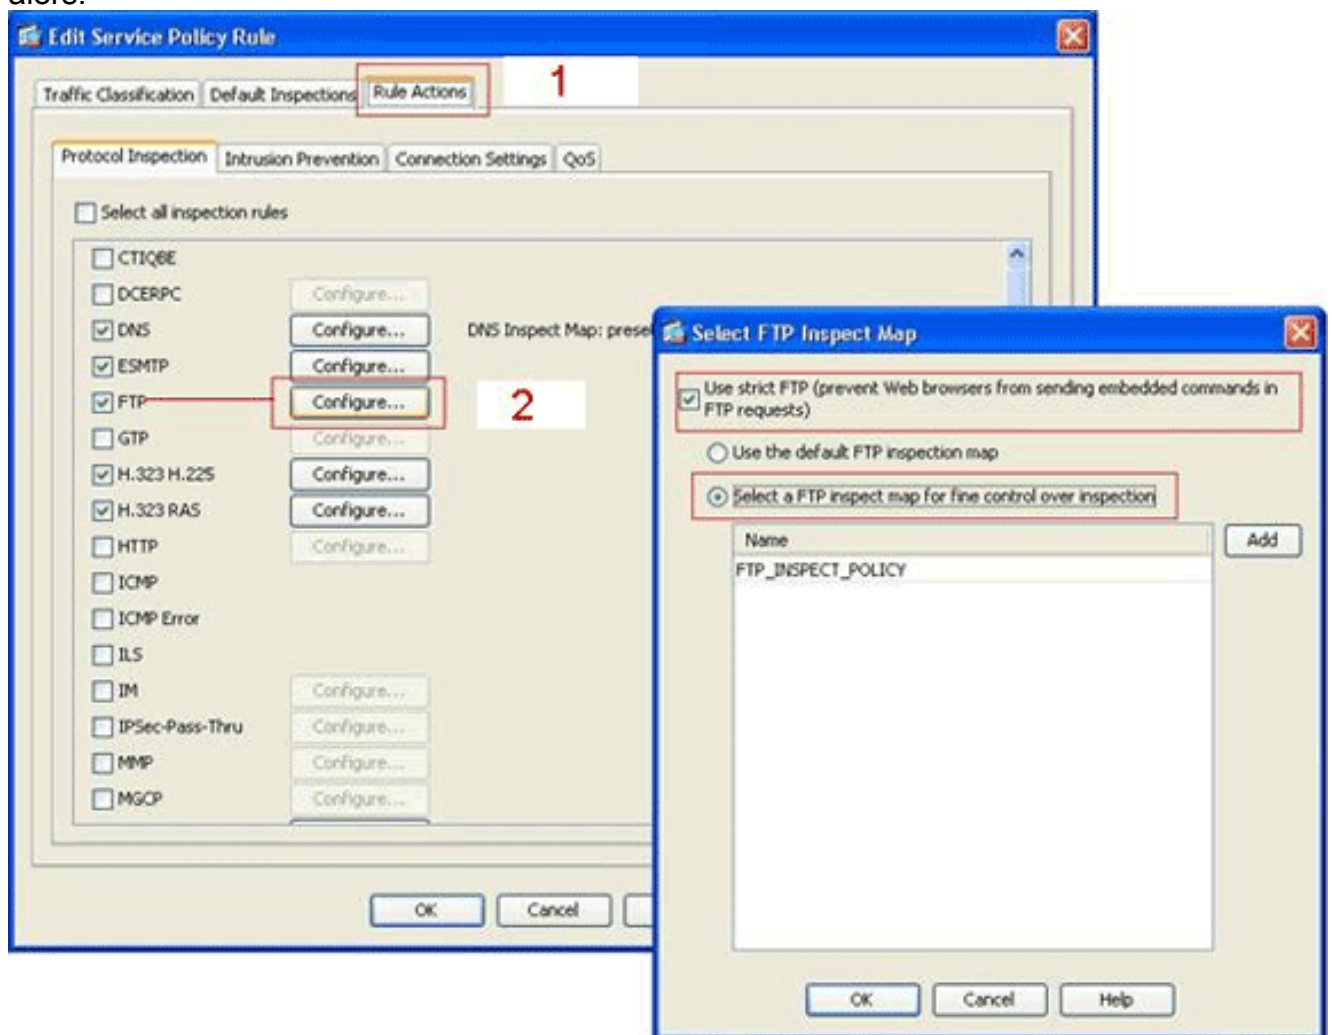 alors.
Edit Service Policy Rule
1
Traffic Classification Default Inspections Rule Actions
Protocol Inspection Intrusion Prevention Connection Settings QoS
Select all inspection rules
CTIQBE
DCERPC Configure...
DNS Configure... DNS Inspect Map: prese
ESMTP Configure...
FTP Configure...
2
GTP Configure...
H.323 H.225 Configure...
H.323 RAS Configure...
HTTP Configure...
ICMP
ICMP Error
ILS
IM Configure...
IPSec-Pass-Thru Configure...
MMP Configure...
MGCP Configure...
OK Cancel
Select FTP Inspect Map
Use strict FTP (prevent Web browsers from sending embedded commands in
FTP requests)
Use the default FTP inspection map
Select a FTP inspect map for fine control over inspection
Name Add
FTP_INSPECT_POLICY
OK Cancel Help